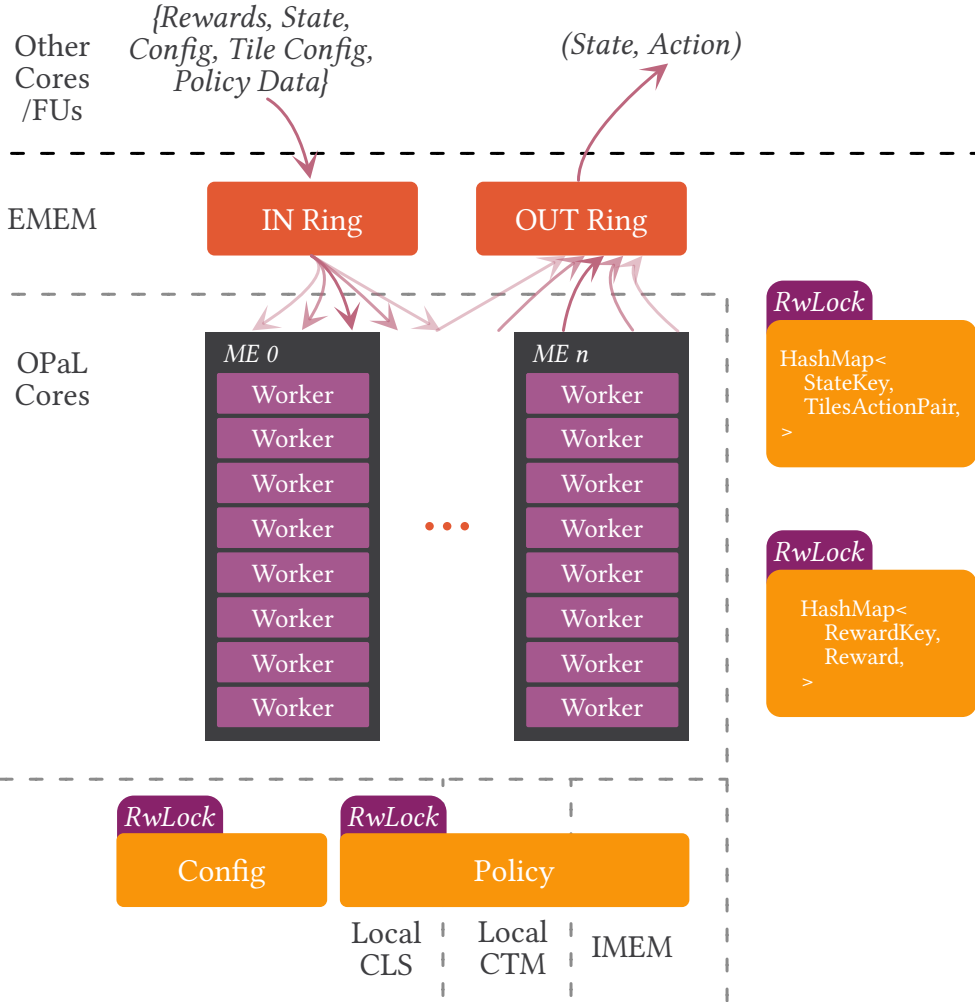 Other
Cores
/FUs
{Rewards, State,
Config, Tile Config,
Policy Data}
(State, Action)
EMEM
IN Ring
OUT Ring
OPaL
Cores
ME 0
Worker
Worker
Worker
Worker
Worker
Worker
Worker
Worker
...
ME n
Worker
Worker
Worker
Worker
Worker
Worker
Worker
Worker
RwLock
HashMap<
StateKey,
TilesActionPair,
>
RwLock
HashMap<
RewardKey,
Reward,
>
RwLock
Config
RwLock
Policy
Local
CLS
Local
CTM
IMEM